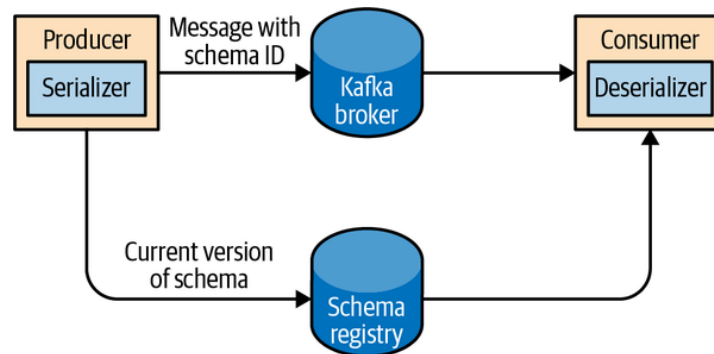 Producer
Serializer
Message with
schema ID
Kafka
broker
Consumer
Deserializer
Current version
of schema
Schema
registry